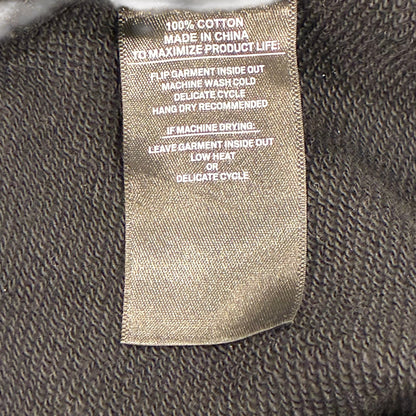 100% COTTON
MADE IN CHINA
TO MAXIMIZE PRODUCT LIFE:
FLIP GARMENT INSIDE OUT
MACHINE WASH COLD
DELICATE CYCLE
HANG DRY RECOMMENDED
IF MACHINE DRYING:
LEAVE GARMENT INSIDE OUT
LOW HEAT
OR
DELICATE CYCLE